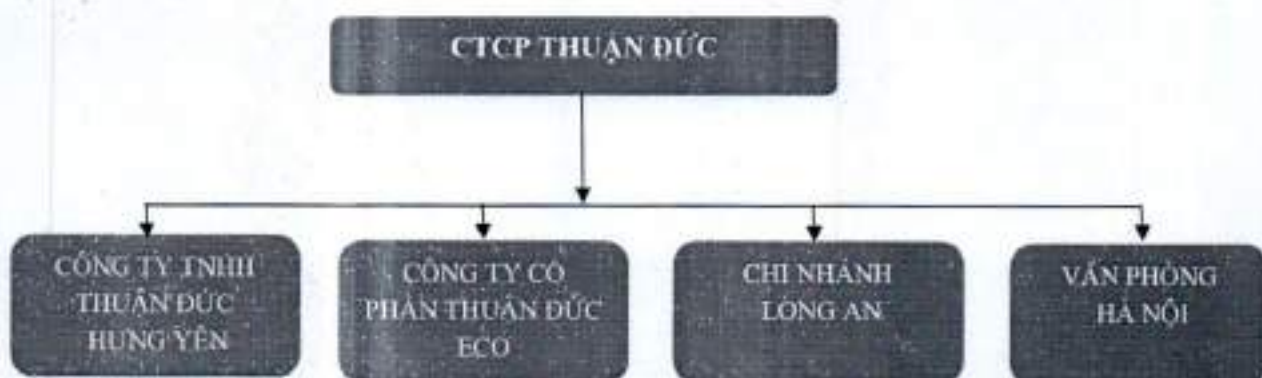 CTCP THUẬN ĐỨC
CÔNG TY TNHH
THUẬN ĐỨC
HƯNG YÊN
CÔNG TY CỔ
PHẦN THUẬN ĐỨC
ECO
CHI NHÁNH
LONG AN
VĂN PHÒNG
HÀ NỘI